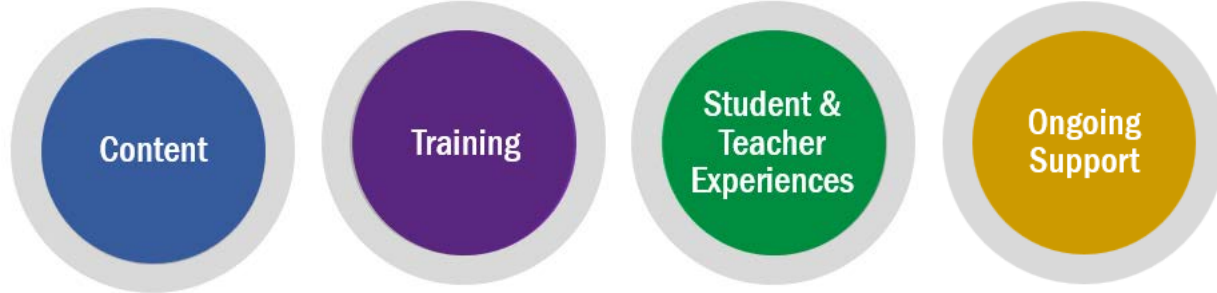 Content
Training
Student &
Teacher
Experiences
Ongoing
Support